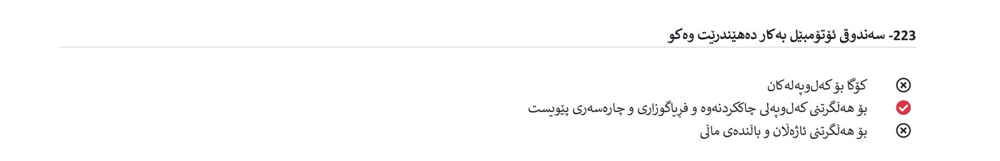 223- سەندوقی ئۆتۆمبێل بەکار دەهێندرێت وەکو
کۆگا بۆ کەلوپەلەکان
بۆ هەڵگرتنی کەلوپەلی چاککردنەوە و فڕیاگوزاری و چارەسەری پێویست
بۆ هەڵگرتنی ئاژەڵان و باڵندەی ماڵی